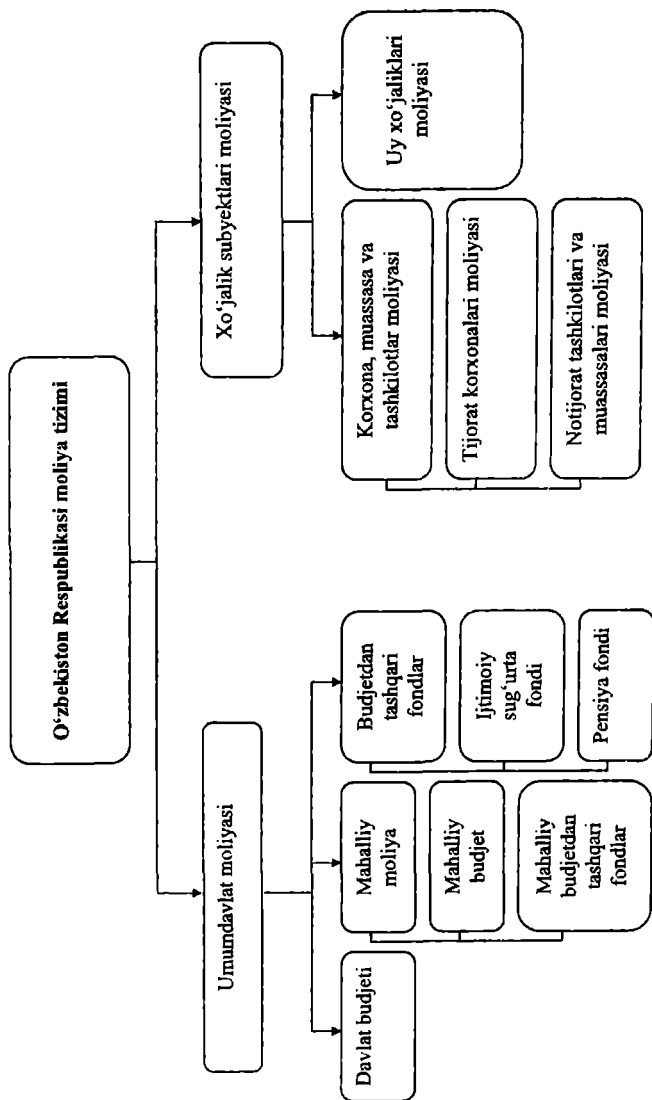 O‘zbekiston Respublikasi moliya tizimi
Umumdavlat moliyasi
Davlat budjeti
Mahalliy
moliya
Mahalliy
budjet
Mahalliy
budjetdan
tashqari
fondlar
Budjetdan
tashqari
fondlar
Ijtimoiy
sug‘urta
fondi
Pensiya fondi
Xo‘jalik subyektlari moliyasi
Korxona, muassasa va
tashkilotlar moliyasi
Tijorat korxonalari moliyasi
Notijorat tashkilotlari va
muassasalari moliyasi
Uy xo‘jaliklari
moliyasi